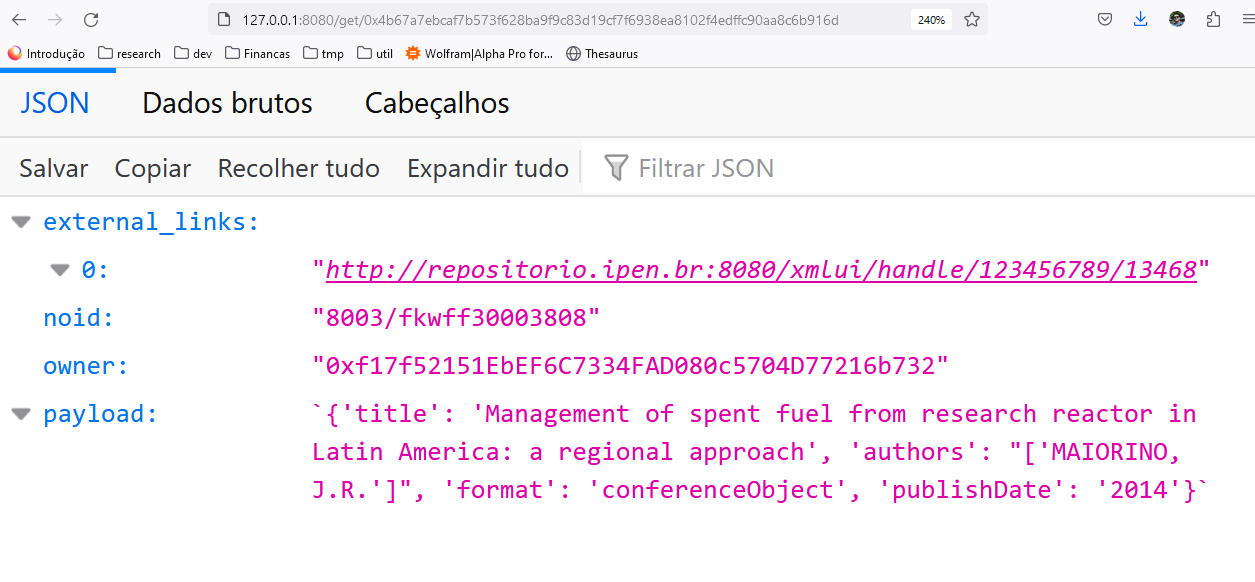 127.0.0.1:8080/get/0x4b67a7ebcaf7b573f628ba9f9c83d19cf7f6938ea8102f4edffc90aa8c6b916d 240%
Introdução research dev Financas tmp util Wolfram|Alpha Pro for... Thesaurus
JSON Dados brutos Cabeçalhos
Salvar Copiar Recolher tudo Expandir tudo Filtrar JSON
external_links:
0: "http://repositorio.ipen.br:8080/xmlui/handle/123456789/13468"
noid: "8003/fkwff30003808"
owner: "0xf17f52151EbEF6C7334FAD080c5704D77216b732"
payload: `{'title': 'Management of spent fuel from research reactor in
Latin America: a regional approach', 'authors': "['MAIORINO,
J.R.']", 'format': 'conferenceObject', 'publishDate': '2014'}`